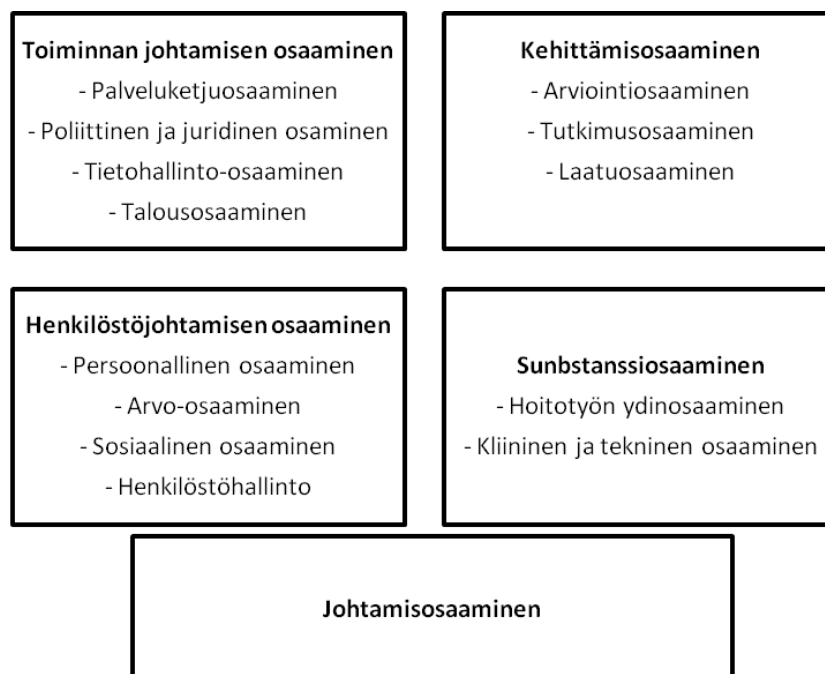 Toiminnan johtamisen osaaminen
- Palveluketjuosaaminen
- Poliittinen ja juridinen osaminen
- Tietohallinto-osaaminen
- Talousosaaminen
Kehittämisosaaminen
- Arviointiosaaminen
- Tutkimusosaaminen
- Laatuosaaminen
Henkilöstöjohtamisen osaaminen
- Persoonallinen osaaminen
- Arvo-osaaminen
- Sosiaalinen osaaminen
- Henkilöstöhallinto
Sunbstanssiosaaminen
- Hoitotyön ydinosaaminen
- Kliininen ja tekninen osaaminen
Johtamisosaaminen